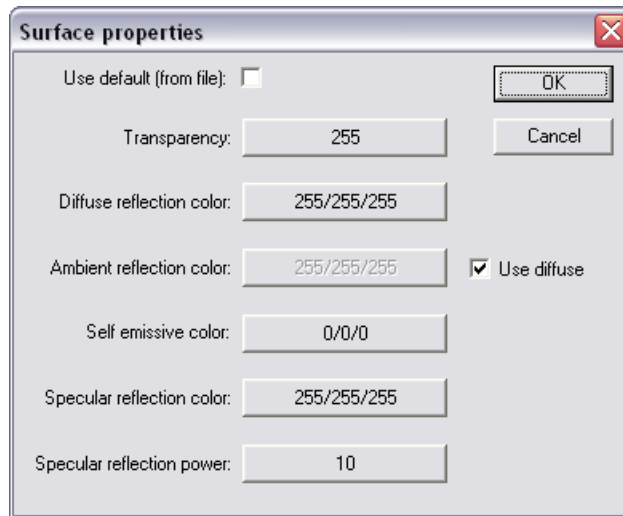 Surface properties
Use default (from file):
OK
Transparency: 255 Cancel
Diffuse reflection color: 255/255/255
Ambient reflection color: 255/255/255 Use diffuse
Self emissive color: 0/0/0
Specular reflection color: 255/255/255
Specular reflection power: 10